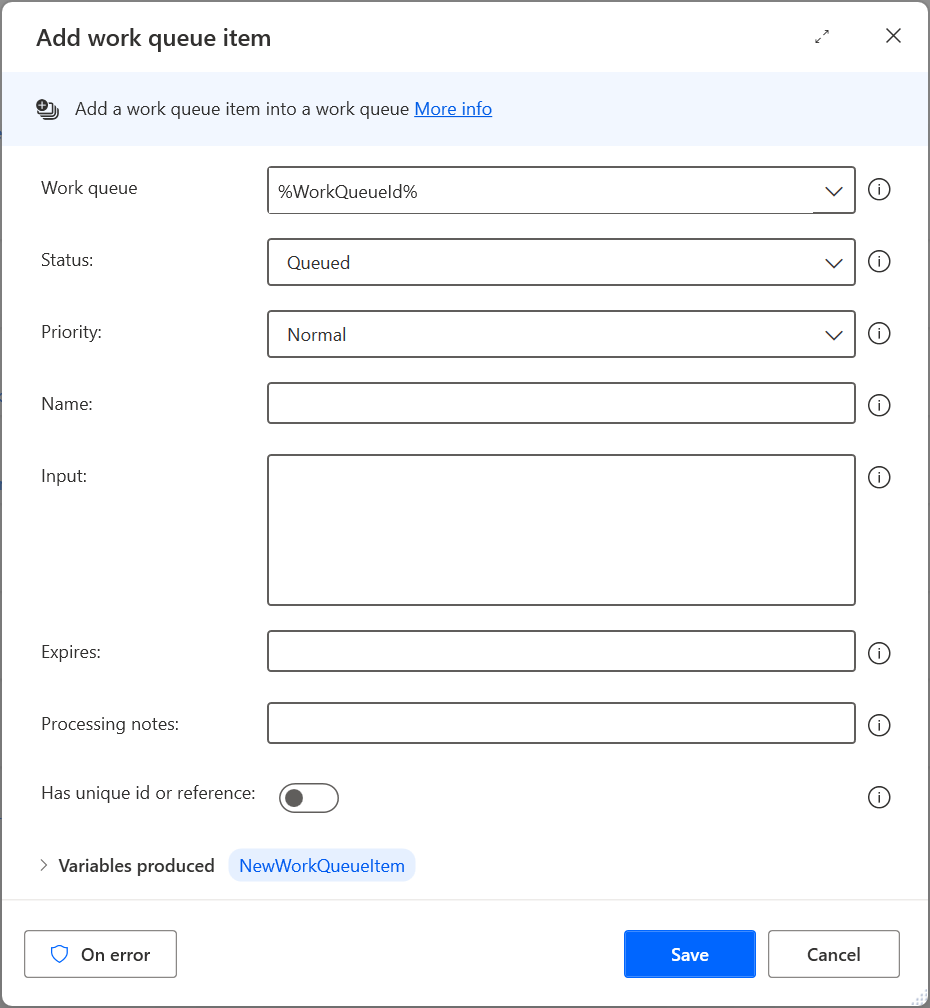 Add work queue item
Add a work queue item into a work queue More info
Work queue
%WorkQueueId%
Status:
Queued
Priority:
Normal
Name:
Input:
Expires:
Processing notes:
Has unique id or reference:
Variables produced NewWorkQueueItem
On error
Save
Cancel